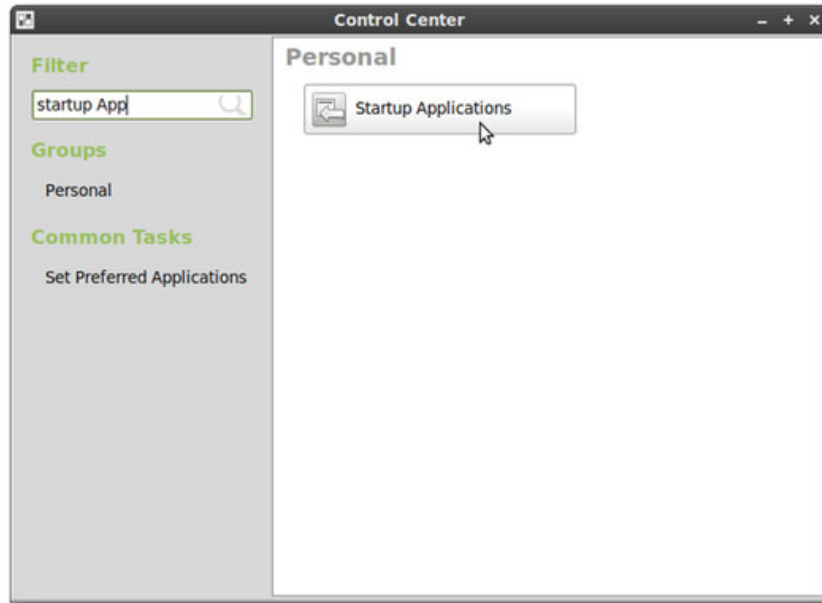 Control Center
Filter
startup App
Groups
Personal
Common Tasks
Set Preferred Applications
Personal
Startup Applications